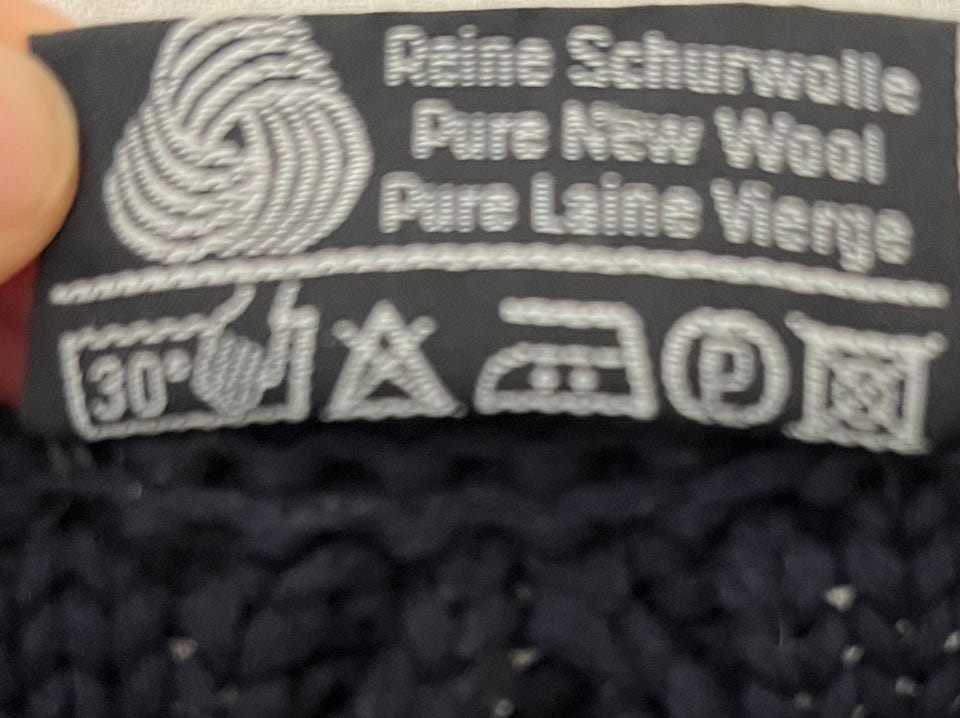 Reine Schurwolle
Pure New Wool
Pure Laine Vierge
30° P